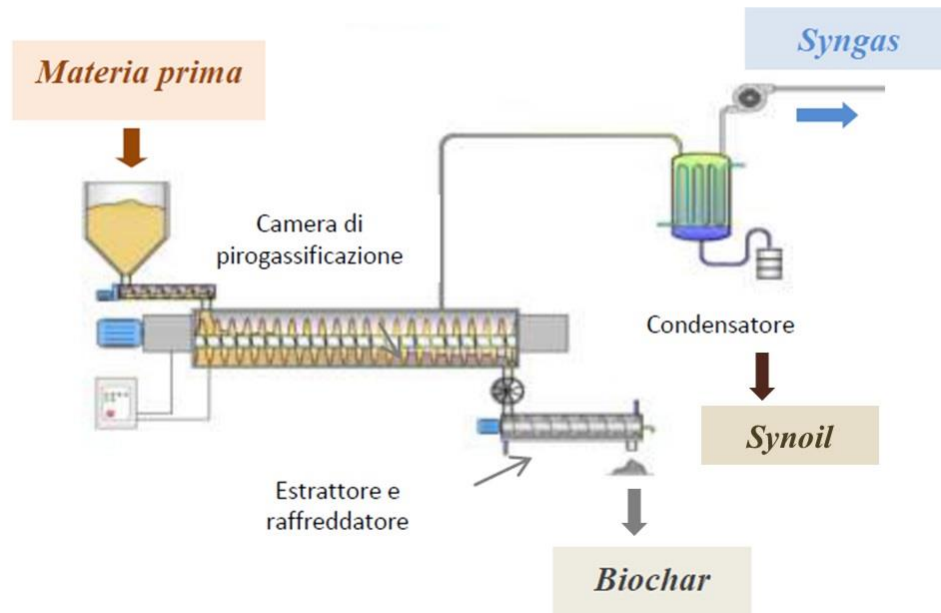 Syngas
Materia prima
Camera di
pirogassificazione
Condensatore
Synoil
Estrattore e
raffreddatore
Biochar